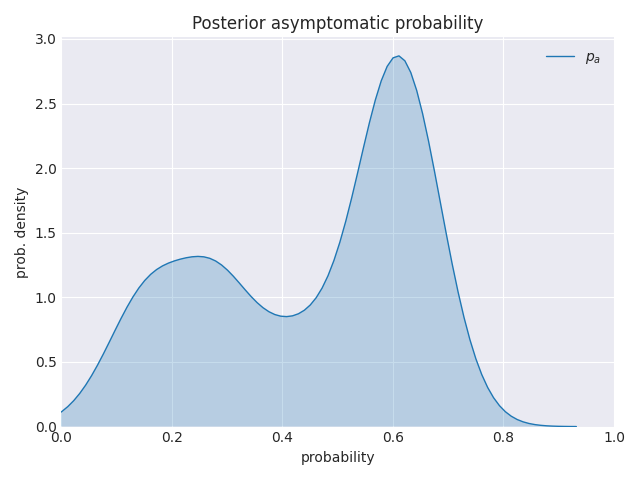 Posterior asymptomatic probability
3.0
2.5
2.0
1.5
1.0
0.5
0.0
prob. density
pₐ
0.0 0.2 0.4 0.6 0.8 1.0
probability